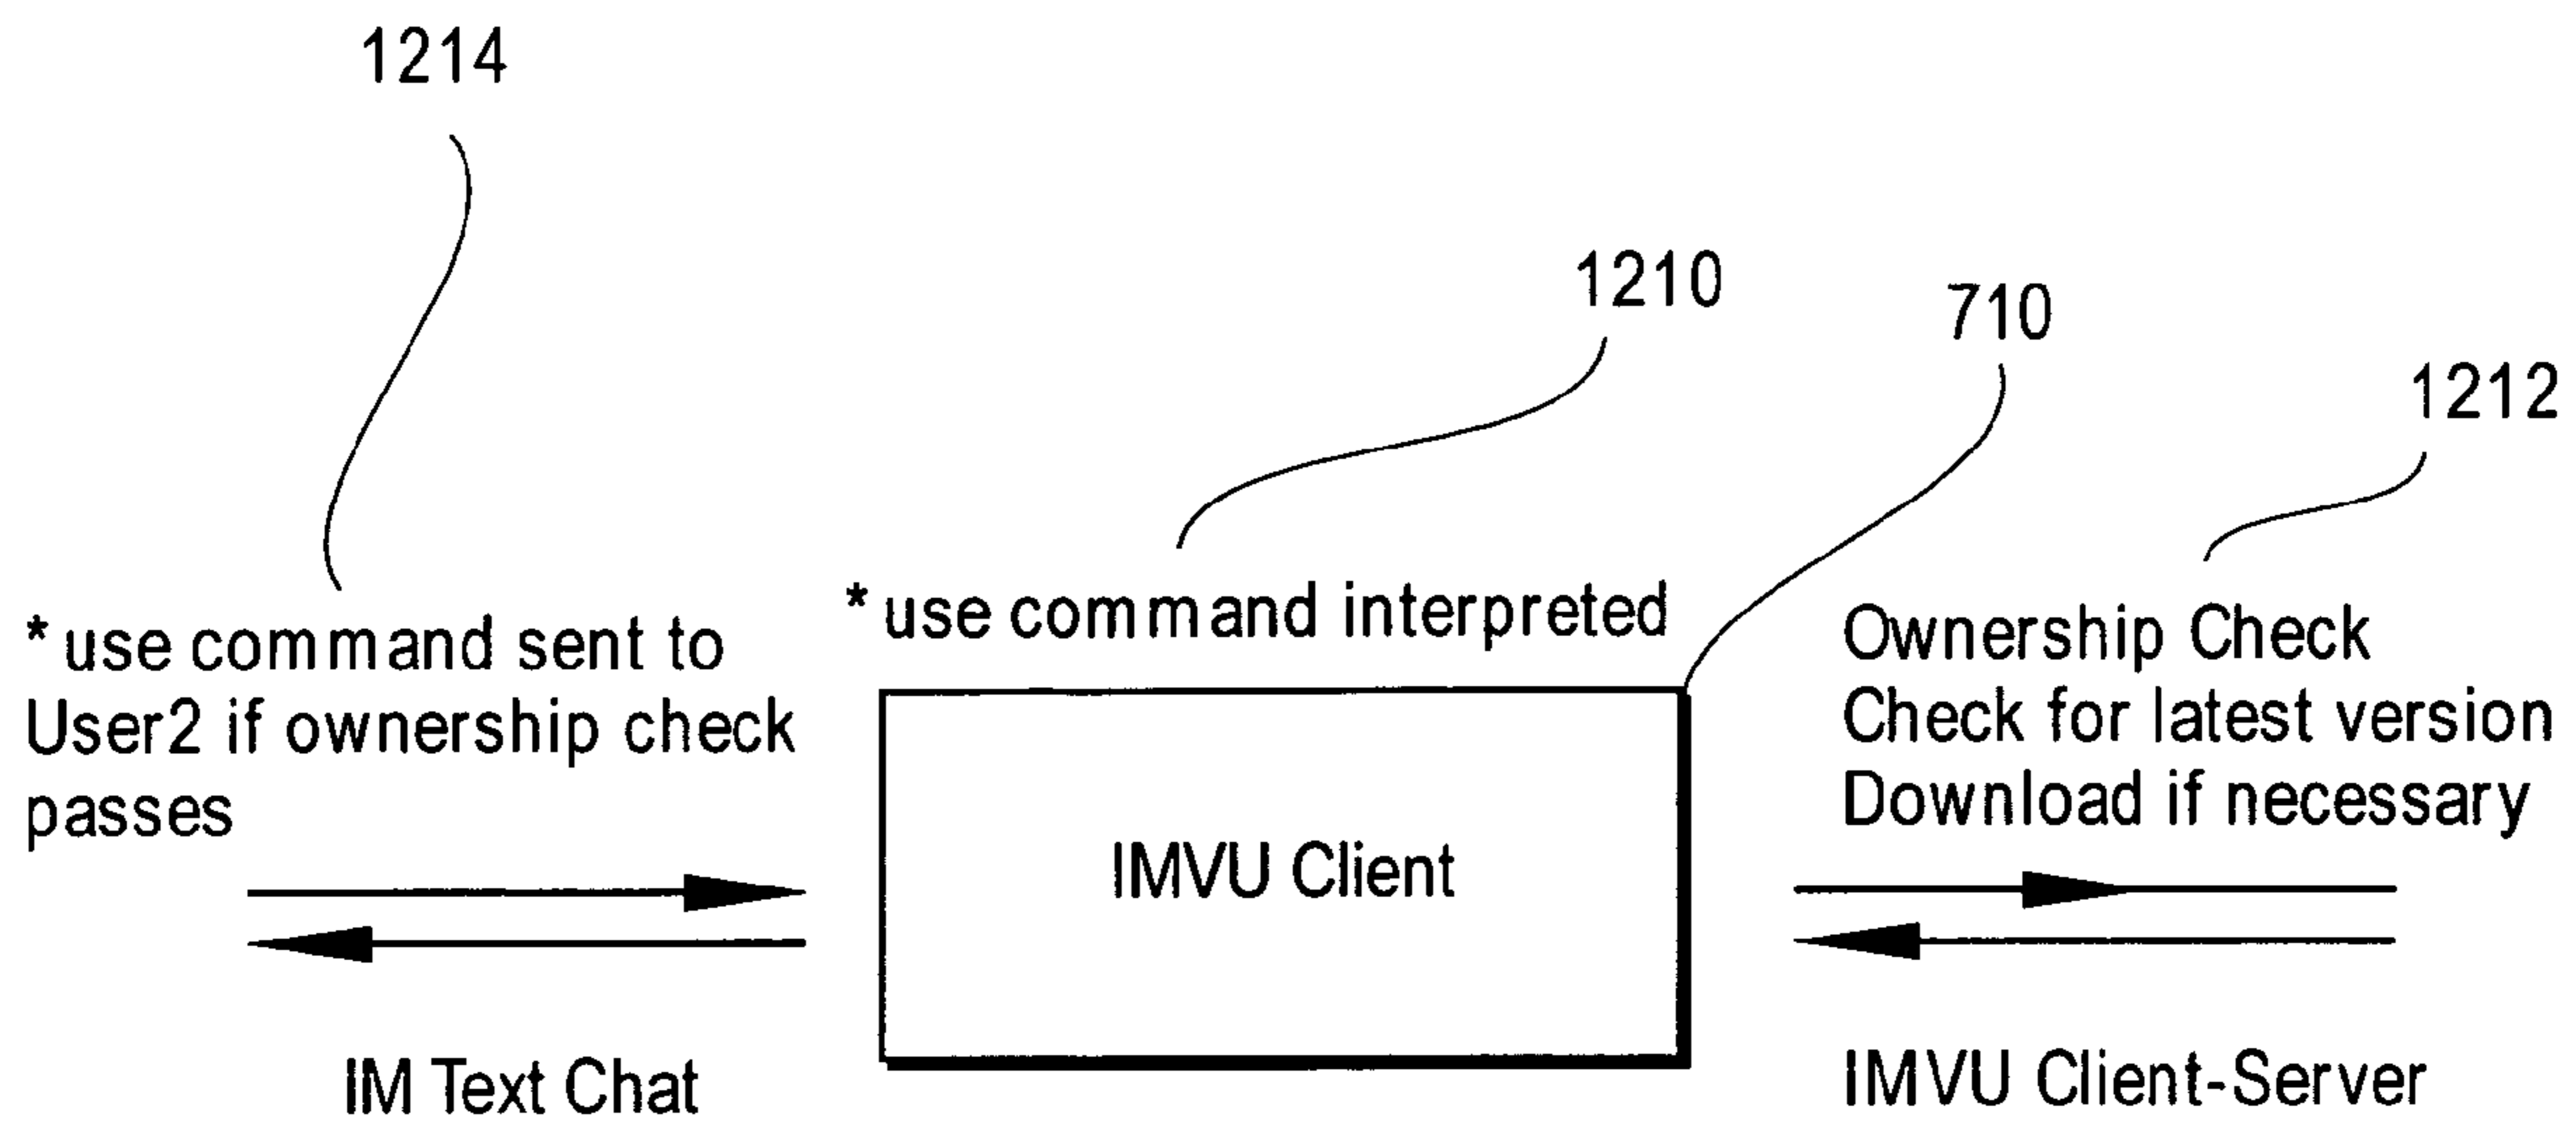 1214
1210
710
1212
* use command sent to
User2 if ownership check
passes
* use command interpreted
Ownership Check
Check for latest version
Download if necessary
IMVU Client
IM Text Chat
IMVU Client-Server